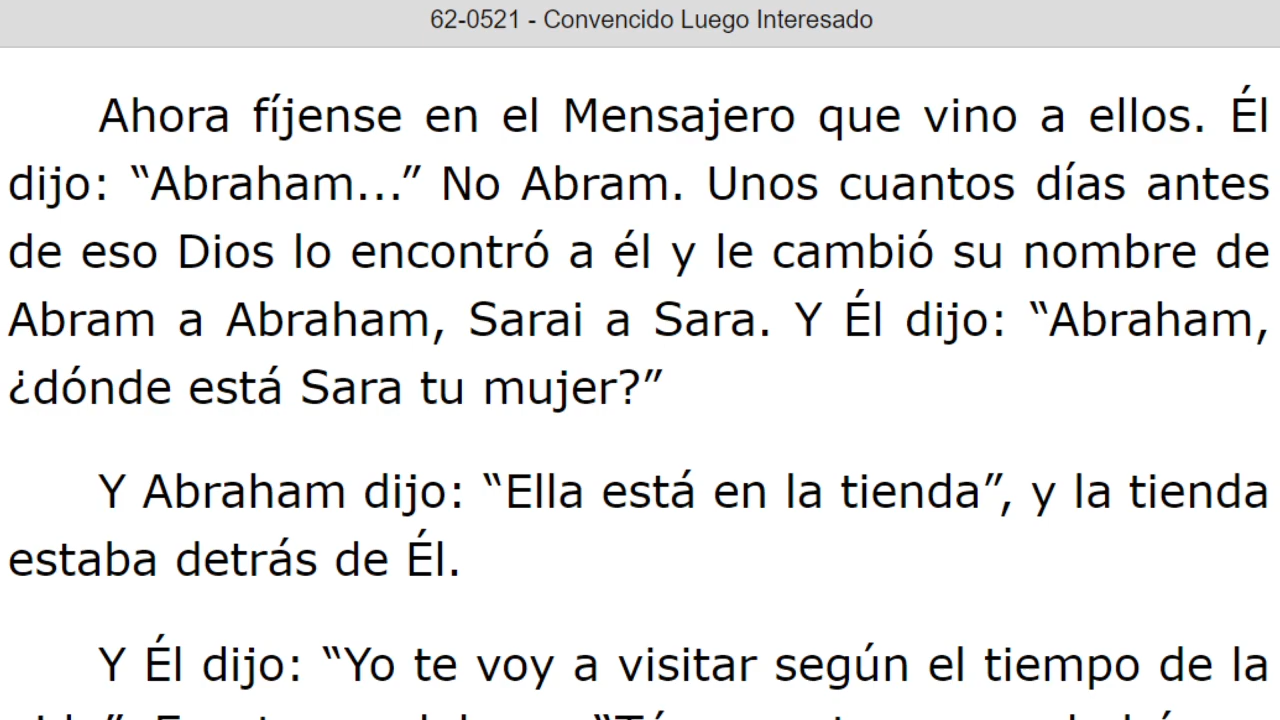 62-0521 - Convencido Luego Interesado
Ahora fíjense en el Mensajero que vino a ellos. Él
dijo: “Abraham...” No Abram. Unos cuantos días antes
de eso Dios lo encontró a él y le cambió su nombre de
Abram a Abraham, Sarai a Sara. Y Él dijo: “Abraham,
¿dónde está Sara tu mujer?”
Y Abraham dijo: “Ella está en la tienda”, y la tienda
estaba detrás de Él.
Y Él dijo: “Yo te voy a visitar según el tiempo de la